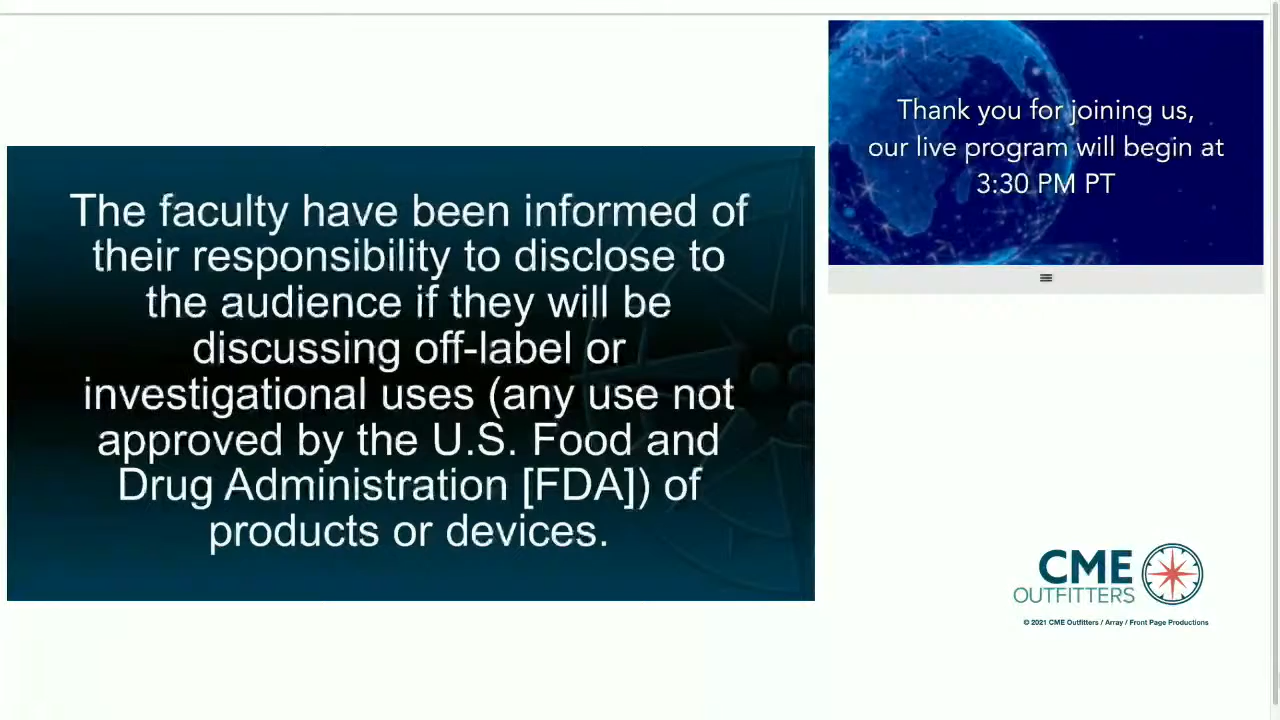 The faculty have been informed of
their responsibility to disclose to
the audience if they will be
discussing off-label or
investigational uses (any use not
approved by the U.S. Food and
Drug Administration [FDA]) of
products or devices.
Thank you for joining us,
our live program will begin at
3:30 PM PT
CME
OUTFITTERS
© 2021 CME Outfitters / Array / Front Page Productions